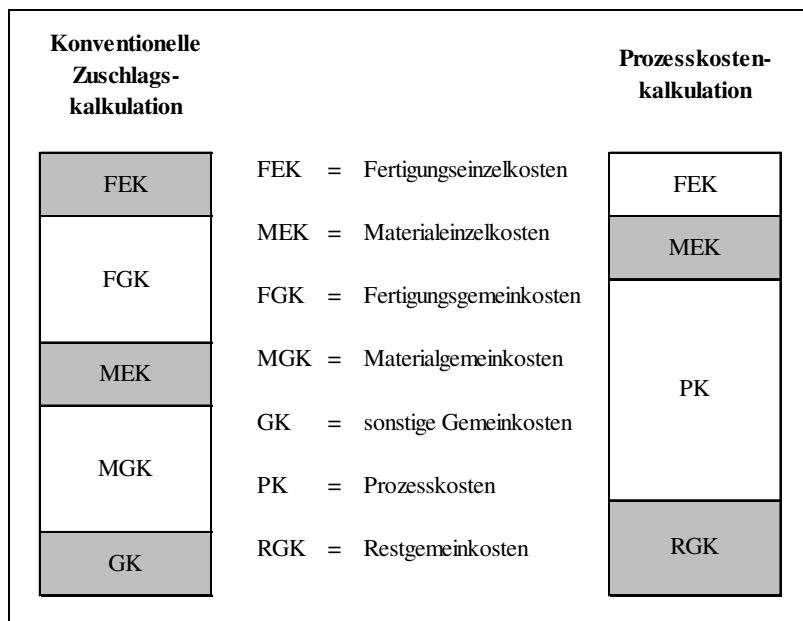 Konventionelle
Zuschlags-
kalkulation
Prozesskosten-
kalkulation
FEK
FGK
MEK
MGK
GK
FEK = Fertigungseinzelkosten
MEK = Materialeinzelkosten
FGK = Fertigungsgemeinkosten
MGK = Materialgemeinkosten
GK = sonstige Gemeinkosten
PK = Prozesskosten
RGK = Restgemeinkosten
FEK
MEK
PK
RGK